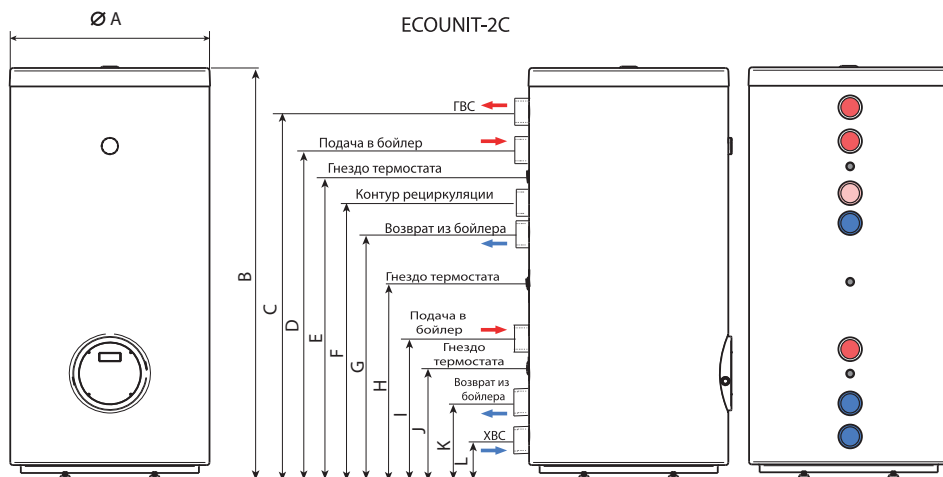 ECOUNIT-2C
Ø A
ГВС
Подача в бойлер
Гнездо термостата
Контур рециркуляции
Возврат из бойлера
Гнездо термостата
Подача в
бойлер
Гнездо
термостата
Возврат из
бойлера
ХВС
B
C
D
E
F
G
H
I
J
K
L